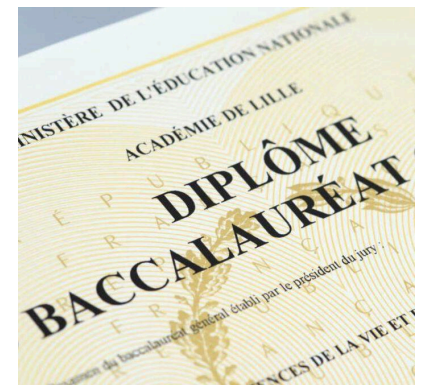 MINISTÈRE DE L'ÉDUCATION NATIONALE
ACADÉMIE DE LILLE
DIPLÔME
BACCALAURÉAT
du baccalauréat général établi par le président du jury :
DE LA VIE ET